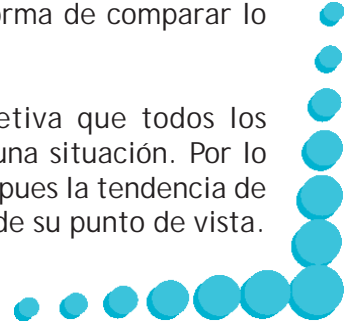 orma de comparar lo
etiva que todos los
una situación. Por lo
pues la tendencia de
de su punto de vista.